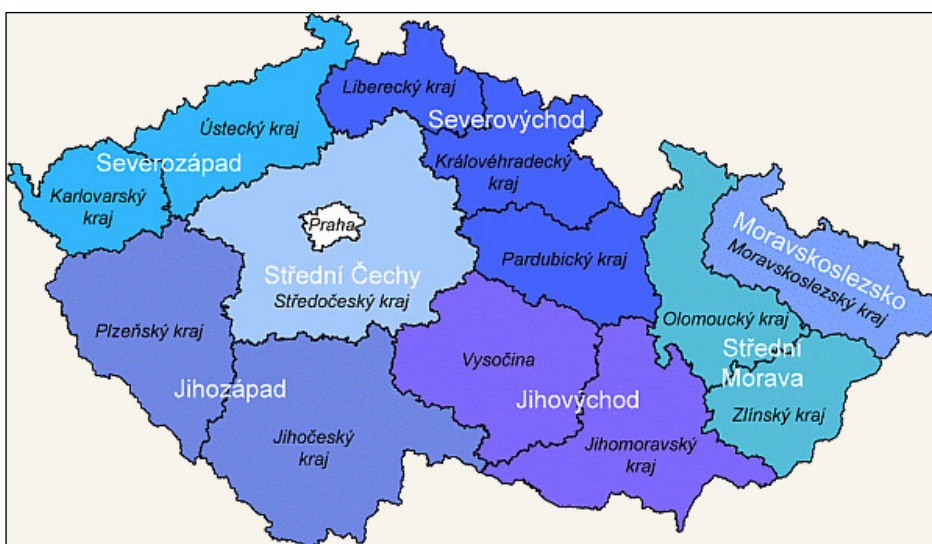 Liberecký kraj
Severovýchod
Ústecký kraj
Severozápad
Královéhradecký
kraj
Karlovarský
kraj
Praha
Moravskoslezsko
Moravskoslezský kraj
Pardubický kraj
Střední Čechy
Středočeský kraj
Olomoucký kraj
Plzeňský kraj
Střední
Morava
Vysočina
Jihozápad
Jihovýchod
Zlínský kraj
Jihočeský
kraj
Jihomoravský
kraj